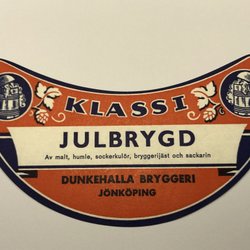 KLASS I
JULBRYGD
Av malt, humle, sockerkulör, bryggerijäst och sackarin
DUNKEHALLA BRYGGERI
JÖNKÖPING